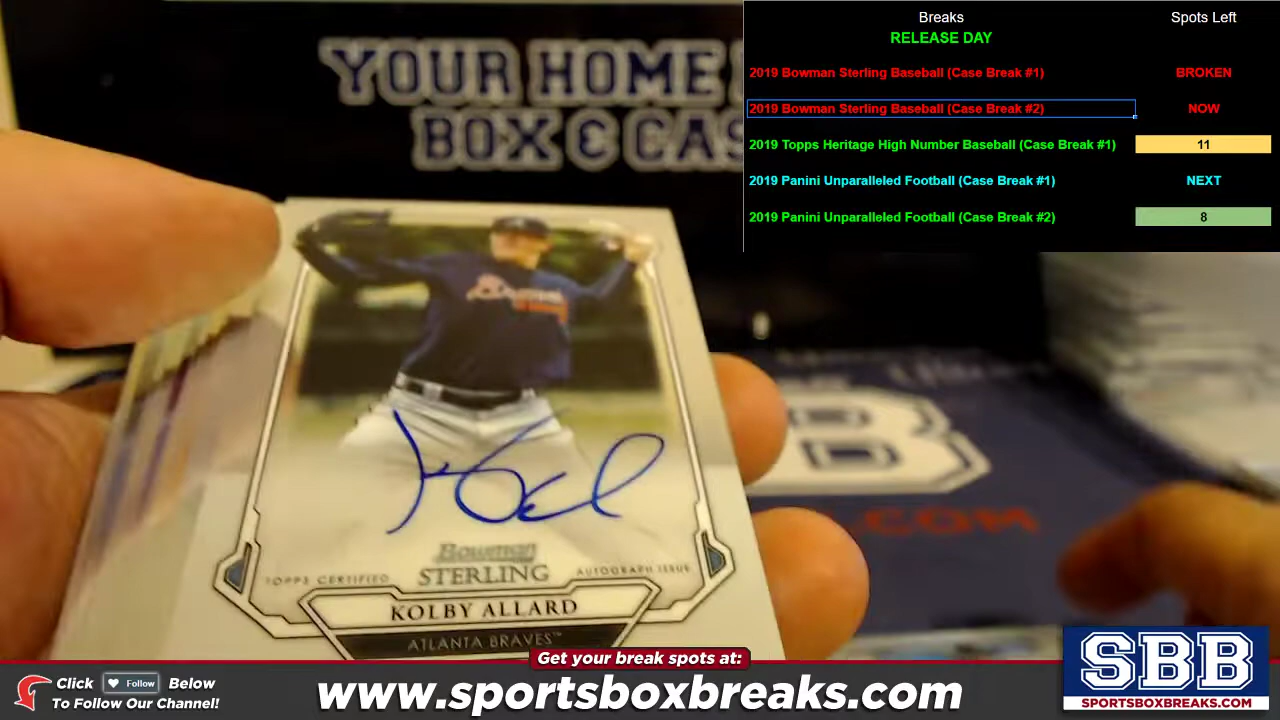 YOUR HOME
BOX & CAS
Breaks
Spots Left
RELEASE DAY
2019 Bowman Sterling Baseball (Case Break #1)
BROKEN
2019 Bowman Sterling Baseball (Case Break #2)
NOW
2019 Topps Heritage High Number Baseball (Case Break #1)
11
2019 Panini Unparalleled Football (Case Break #1)
NEXT
2019 Panini Unparalleled Football (Case Break #2)
8
B
.COM
Bowman
STERLING
TOPPS CERTIFIED
AUTOGRAPH ISSUE
KOLBY ALLARD
ATLANTA BRAVES™
Get your break spots at:
Click Follow Below
To Follow Our Channel!
www.sportsboxbreaks.com
SBB
SPORTSBOXBREAKS.COM